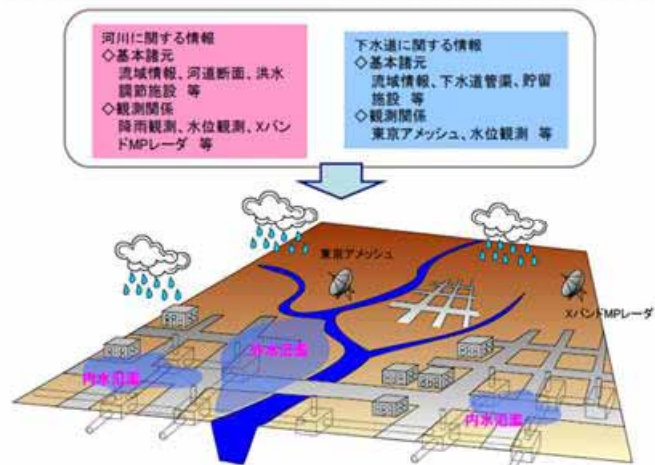 河川に関する情報
◇基本諸元
流域情報、河道断面、洪水
調節施設 等
◇観測関係
降雨観測、水位観測、Xバン
ドMPレーダ 等
下水道に関する情報
◇基本諸元
流域情報、下水道管渠、貯留
施設 等
◇観測関係
東京アメッシュ、水位観測 等
東京アメッシュ
XバンドMPレーダ
外水氾濫
内水氾濫
内水氾濫